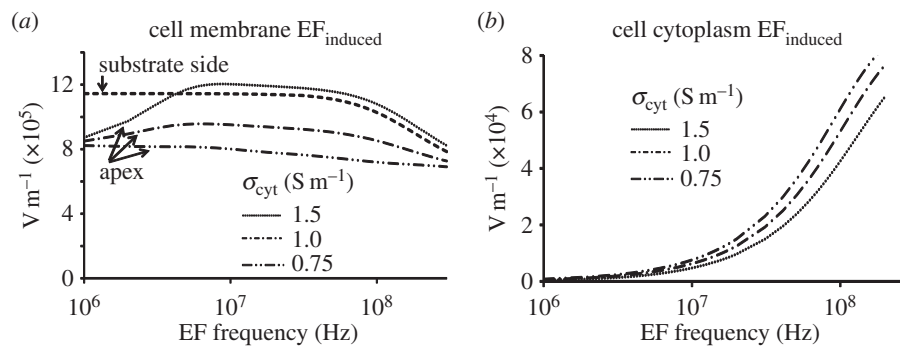 (a) cell membrane EF_induced
substrate side
16
12
8
4
0
V m⁻¹ (×10⁵)
apex
σ_cyt (S m⁻¹)
1.5
1.0
0.75
10⁶ 10⁷ 10⁸
EF frequency (Hz)
(b) cell cytoplasm EF_induced
8
6
4
2
0
V m⁻¹ (×10⁴)
σ_cyt (S m⁻¹)
1.5
1.0
0.75
10⁶ 10⁷ 10⁸
EF frequency (Hz)